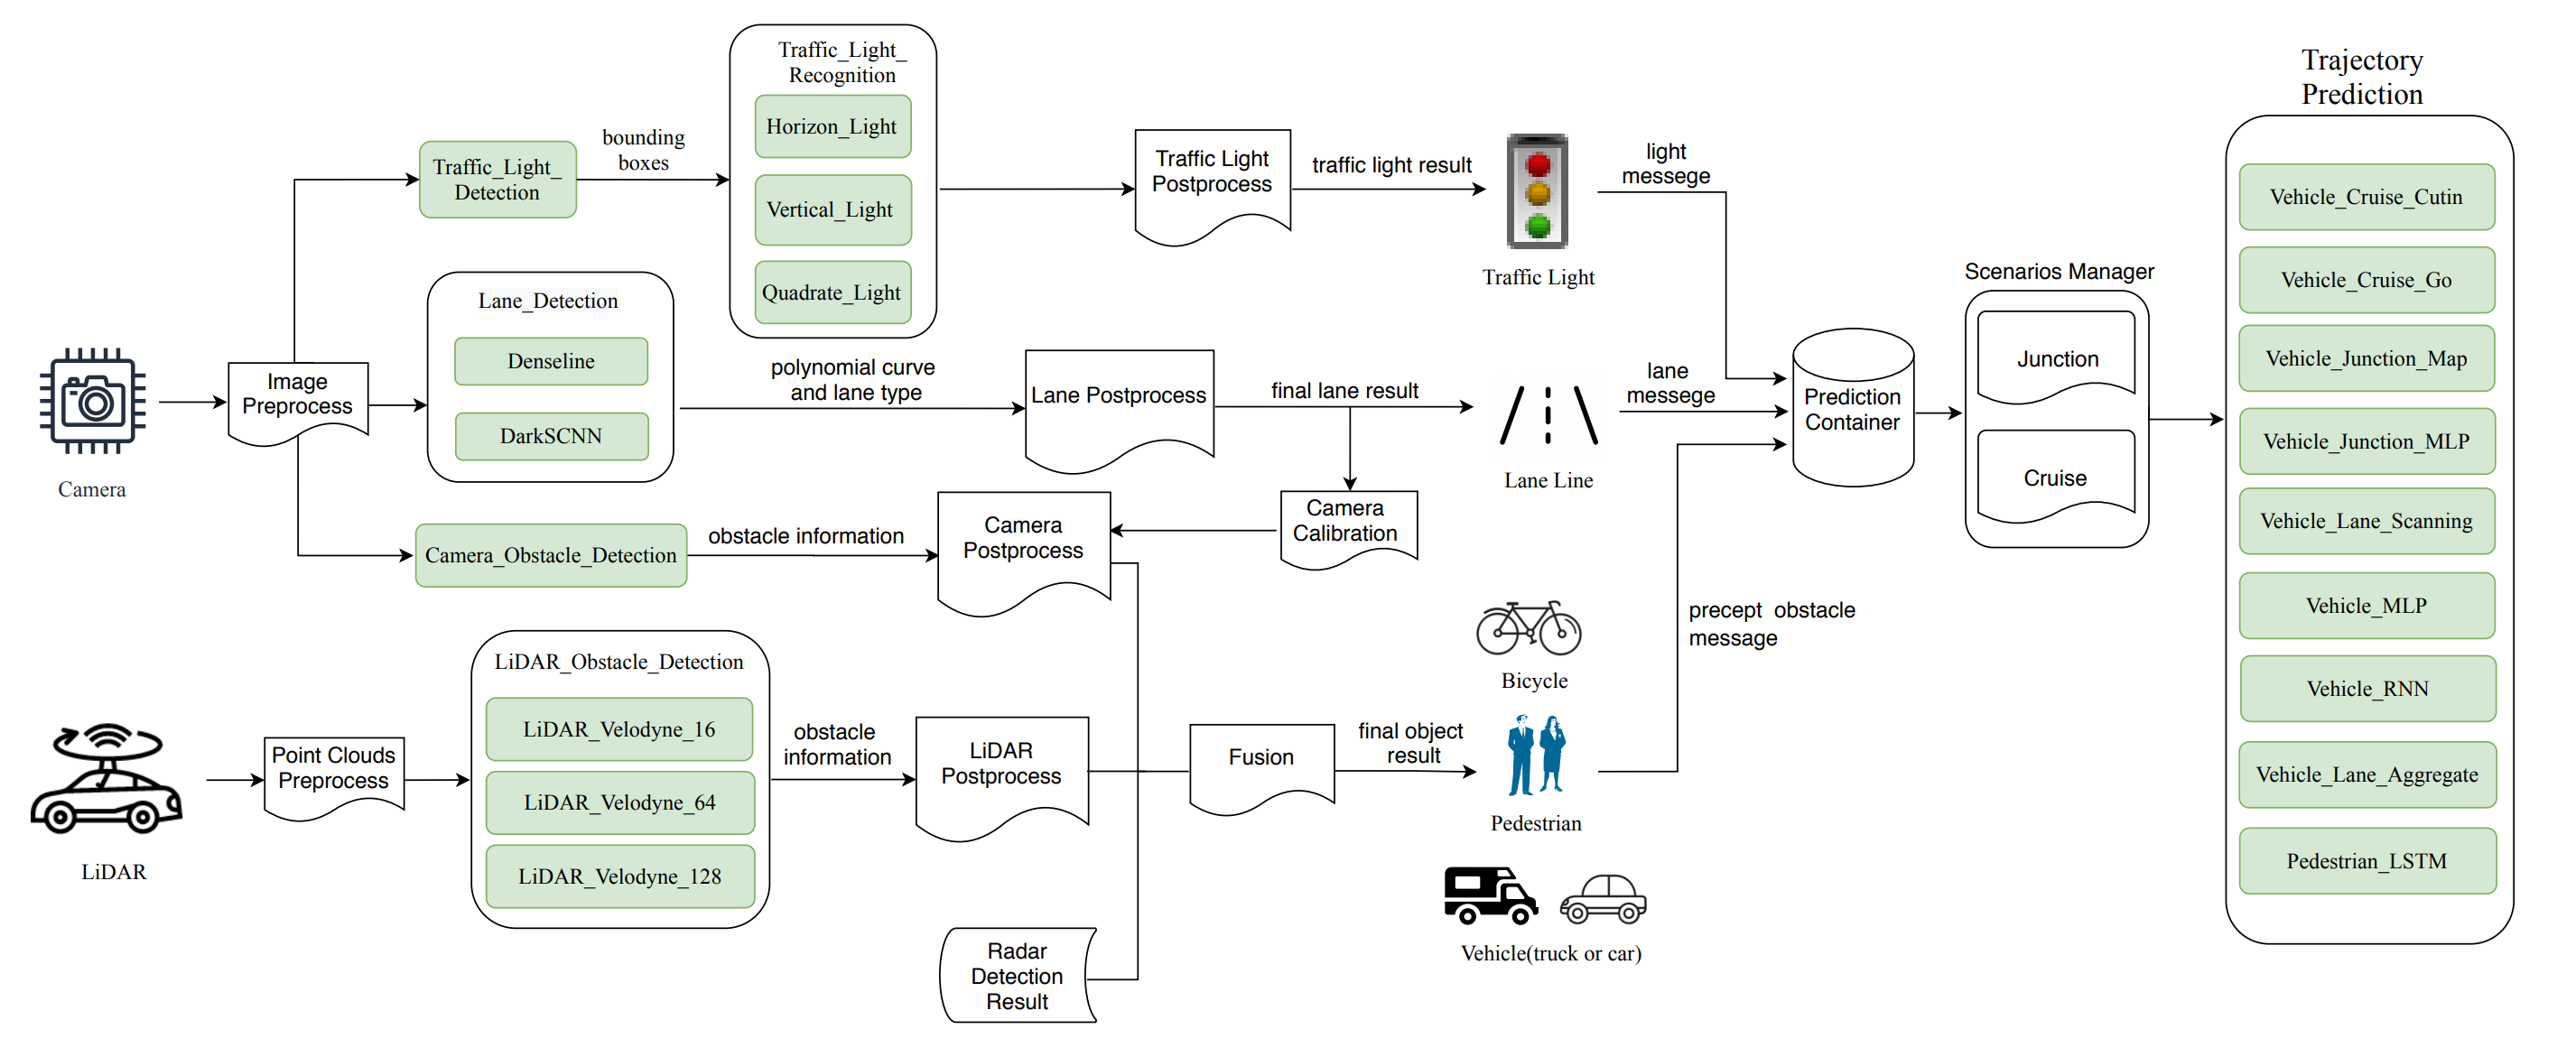 Camera
Image
Preprocess
Traffic_Light_
Detection
bounding
boxes
Traffic_Light_
Recognition
Horizon_Light
Vertical_Light
Quadrate_Light
Traffic Light
Postprocess
traffic light result
Traffic Light
light
messege
Lane_Detection
Denseline
DarkSCNN
polynomial curve
and lane type
Lane Postprocess
final lane result
Lane Line
lane
messege
Camera_Obstacle_Detection
obstacle information
Camera
Postprocess
Camera
Calibration
LiDAR
Point Clouds
Preprocess
LiDAR_Obstacle_Detection
LiDAR_Velodyne_16
LiDAR_Velodyne_64
LiDAR_Velodyne_128
obstacle
information
LiDAR
Postprocess
Radar
Detection
Result
Fusion
final object
result
Bicycle
Pedestrian
Vehicle(truck or car)
precept obstacle
message
Prediction
Container
Scenarios Manager
Junction
Cruise
Trajectory
Prediction
Vehicle_Cruise_Cutin
Vehicle_Cruise_Go
Vehicle_Junction_Map
Vehicle_Junction_MLP
Vehicle_Lane_Scanning
Vehicle_MLP
Vehicle_RNN
Vehicle_Lane_Aggregate
Pedestrian_LSTM